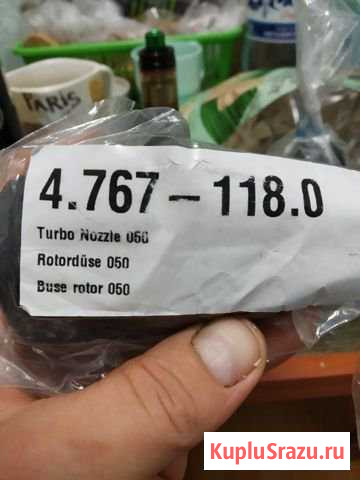 PARIS
4.767-118.0
Turbo Nozzle 050
Rotordüse 050
Buse rotor 050
KupluSrazu.ru